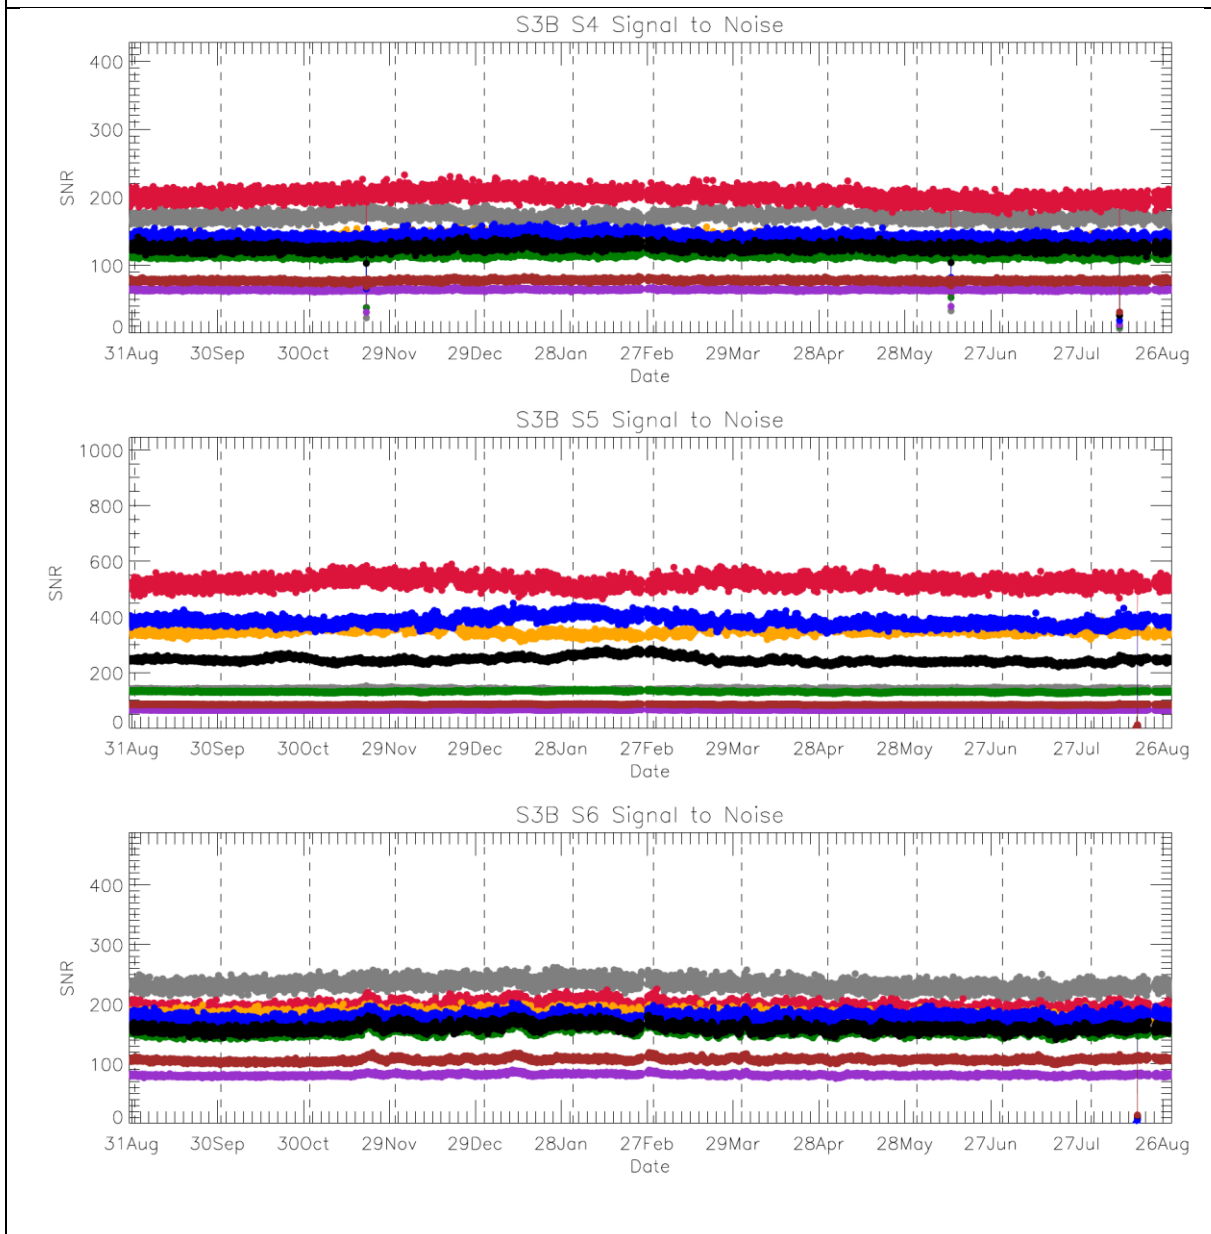 S3B S4 Signal to Noise
400
300
200
100
0
SNR
31Aug 30Sep 30Oct 29Nov 29Dec 28Jan 27Feb 29Mar 28Apr 28May 27Jun 27Jul 26Aug
Date
S3B S5 Signal to Noise
1000
800
600
400
200
0
SNR
31Aug 30Sep 30Oct 29Nov 29Dec 28Jan 27Feb 29Mar 28Apr 28May 27Jun 27Jul 26Aug
Date
S3B S6 Signal to Noise
400
300
200
100
0
SNR
31Aug 30Sep 30Oct 29Nov 29Dec 28Jan 27Feb 29Mar 28Apr 28May 27Jun 27Jul 26Aug
Date